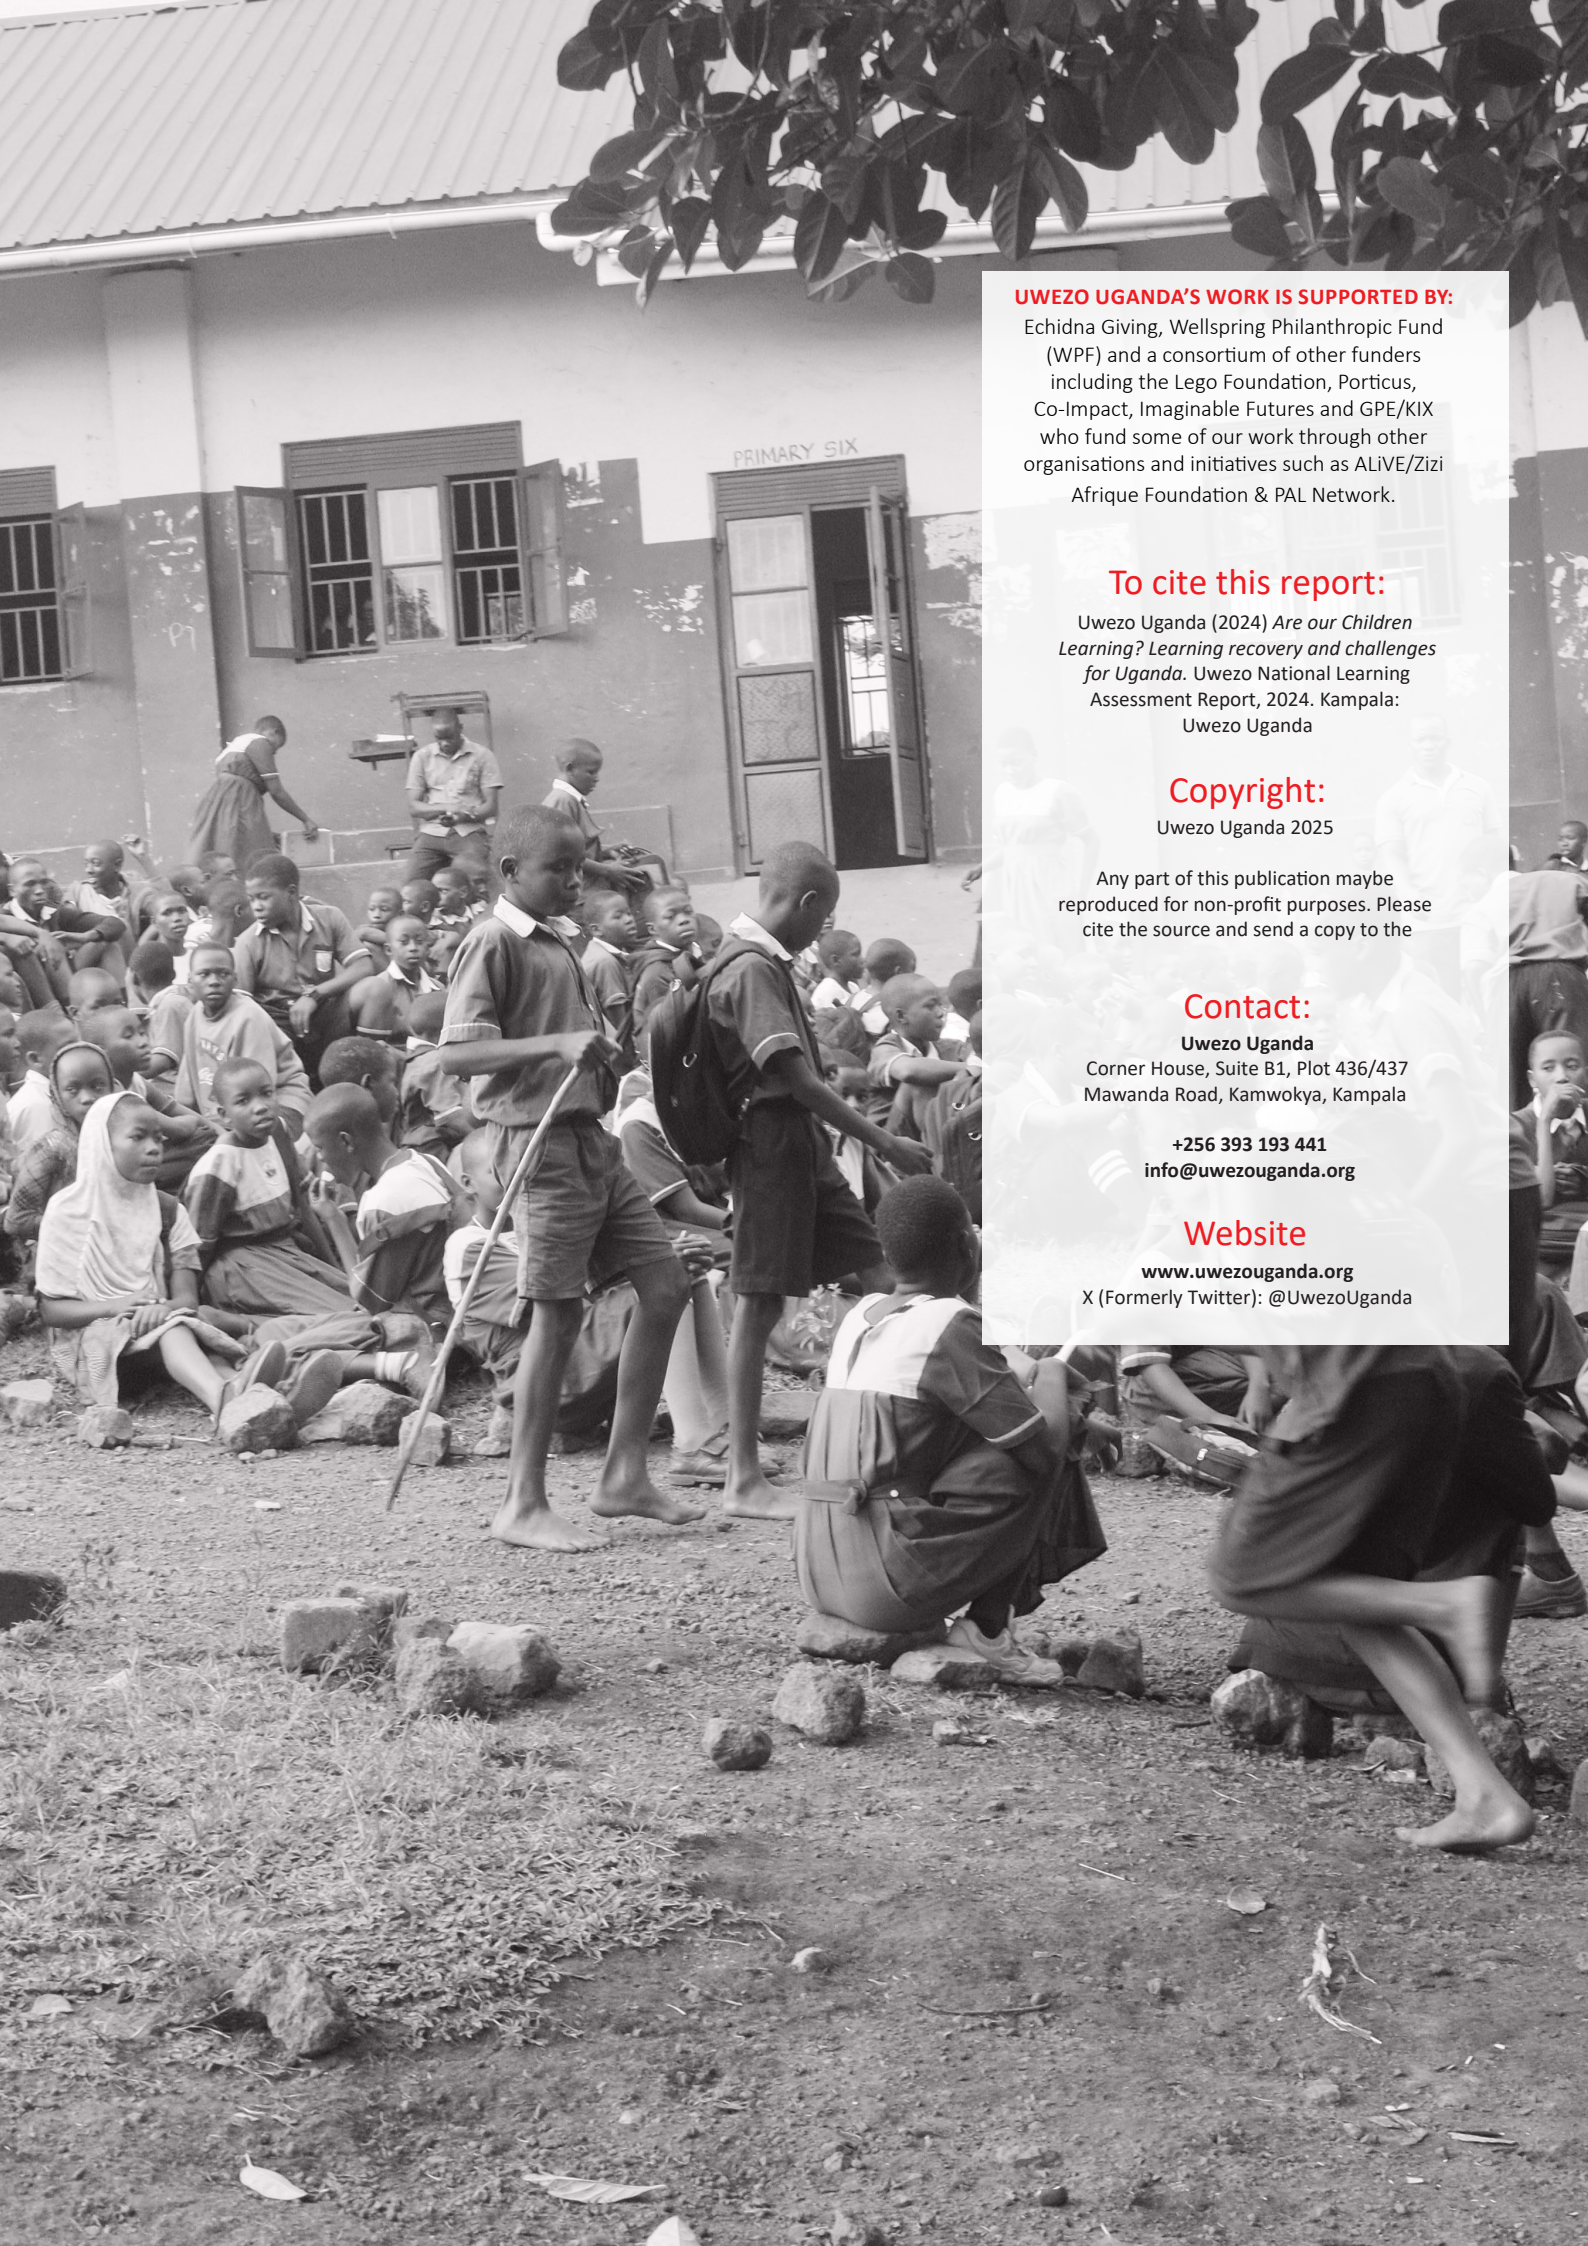 UWEZO UGANDA’S WORK IS SUPPORTED BY:
Echidna Giving, Wellspring Philanthropic Fund
(WPF) and a consortium of other funders
including the Lego Foundation, Porticus,
Co-Impact, Imaginable Futures and GPE/KIX
who fund some of our work through other
organisations and initiatives such as ALiVE/Zizi
Afrique Foundation & PAL Network.
PRIMARY SIX
To cite this report:
Uwezo Uganda (2024) Are our Children
Learning? Learning recovery and challenges
for Uganda. Uwezo National Learning
Assessment Report, 2024. Kampala:
Uwezo Uganda
Copyright:
Uwezo Uganda 2025
Any part of this publication maybe
reproduced for non-profit purposes. Please
cite the source and send a copy to the
Contact:
Uwezo Uganda
Corner House, Suite B1, Plot 436/437
Mawanda Road, Kamwokya, Kampala
+256 393 193 441
info@uwezouganda.org
Website
www.uwezouganda.org
X (Formerly Twitter): @UwezoUganda